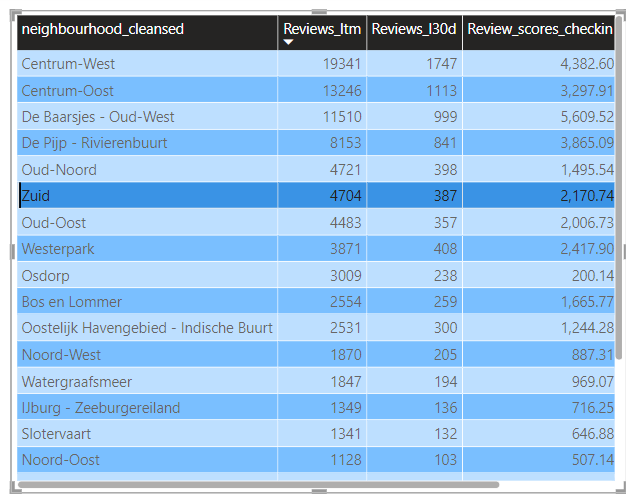 neighbourhood_cleansed Reviews_ltm Reviews_l30d Review_scores_checkin
Centrum-West 19341 1747 4,382.60
Centrum-Oost 13246 1113 3,297.91
De Baarsjes - Oud-West 11510 999 5,609.52
De Pijp - Rivierenbuurt 8153 841 3,865.09
Oud-Noord 4721 398 1,495.54
Zuid 4704 387 2,170.74
Oud-Oost 4483 357 2,006.73
Westerpark 3871 408 2,417.90
Osdorp 3009 238 200.14
Bos en Lommer 2554 259 1,665.77
Oostelijk Havengebied - Indische Buurt 2531 300 1,244.28
Noord-West 1870 205 887.31
Watergraafsmeer 1847 194 969.07
IJburg - Zeeburgereiland 1349 136 716.25
Slotervaart 1341 132 646.88
Noord-Oost 1128 103 507.14